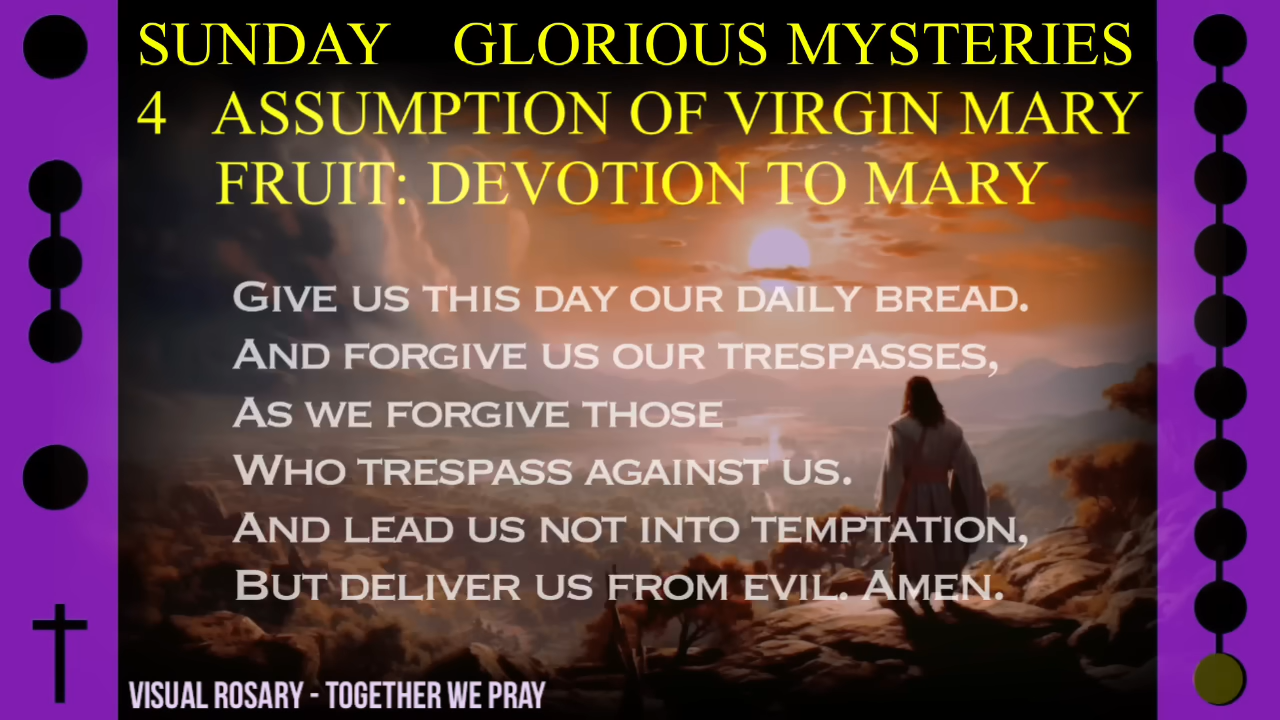 SUNDAY GLORIOUS MYSTERIES
4 ASSUMPTION OF VIRGIN MARY
FRUIT: DEVOTION TO MARY
GIVE US THIS DAY OUR DAILY BREAD.
AND FORGIVE US OUR TRESPASSES,
AS WE FORGIVE THOSE
WHO TRESPASS AGAINST US.
AND LEAD US NOT INTO TEMPTATION,
BUT DELIVER US FROM EVIL. AMEN.
VISUAL ROSARY - TOGETHER WE PRAY